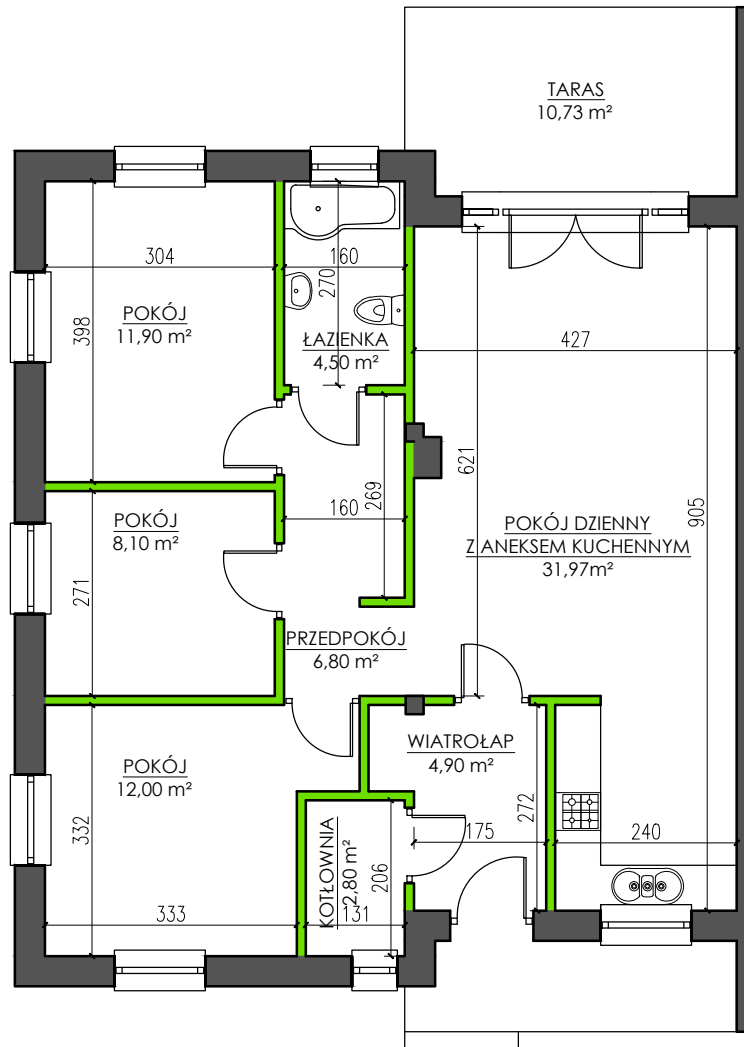 TARAS
10,73 m²
304
160
270
POKÓJ
11,90 m²
398
ŁAZIENKA
4,50 m²
427
621
269
905
POKÓJ
8,10 m²
160
POKÓJ DZIENNY
Z ANEKSEM KUCHENNYM
31,97m²
271
PRZEDPOKÓJ
6,80 m²
POKÓJ
12,00 m²
WIATROŁAP
4,90 m²
332
272
175
240
KOTŁOWNIA
2,80 m²
206
333
131